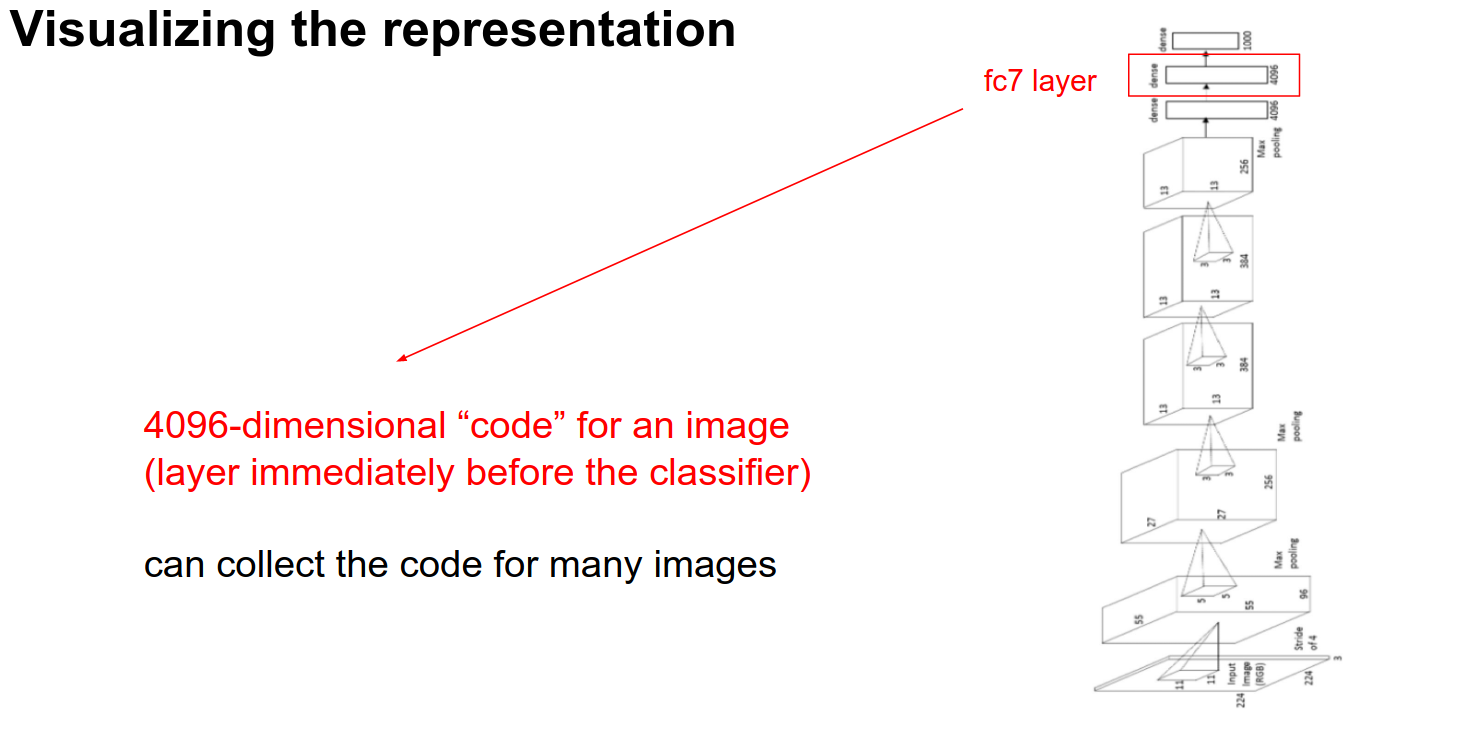 Visualizing the representation
fc7 layer
4096-dimensional “code” for an image
(layer immediately before the classifier)
can collect the code for many images
dense
1000
dense
4096
dense
4096
Max
pooling
256
13
13
3
3
384
13
13
3
3
384
13
13
Max
pooling
3
3
256
27
27
Max
pooling
5
5
55
96
55
Stride
of 4
11
11
Input
Image
(RGB)
3
224
224